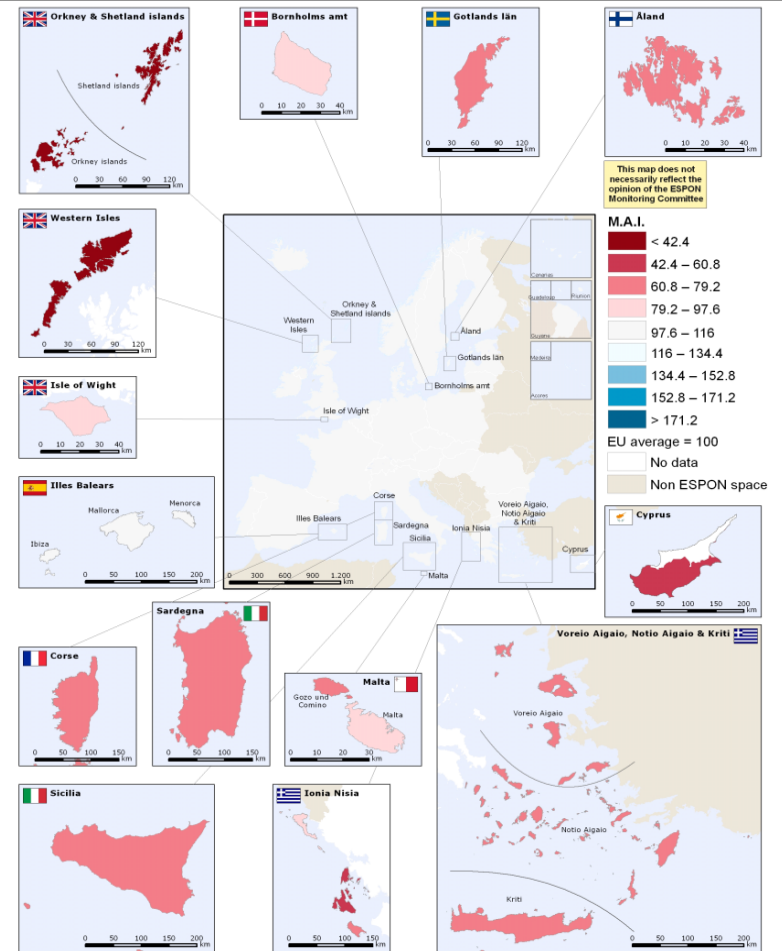 Orkney & Shetland islands
Shetland islands
Orkney islands
0 30 60 90 120
km
Bornholms amt
0 10 20 30 40
km
Gotlands län
0 30 60 90 120
km
Åland
0 10 20 30 40
km
This map does not
necessarily reflect the
opinion of the ESPON
Monitoring Committee
M.A.I.
< 42.4
42.4 – 60.8
60.8 – 79.2
79.2 – 97.6
97.6 – 116
116 – 134.4
134.4 – 152.8
152.8 – 171.2
> 171.2
EU average = 100
No data
Non ESPON space
Western Isles
0 30 60 90 120
km
Isle of Wight
0 10 20 30 40
km
Illes Balears
Mallorca
Menorca
Ibiza
0 50 100 150 200
km
Canarias
Guadeloupe
Réunion
Guyane
Madeira
Acores
Orkney &
Shetland islands
Western
Isles
Åland
Gotlands län
Bornholms amt
Isle of Wight
Corse
Illes Balears
Sardegna
Sicilia
Ionia Nisia
Voreio Aigaio,
Notio Aigaio
& Kriti
Cyprus
Malta
0 300 600 900 1.200
km
Cyprus
0 50 100 150 200
km
Corse
0 50 100 150
km
Sardegna
0 50 100 150
km
Malta
Gozo und
Comino
Malta
0 10 20 30
km
Voreio Aigaio, Notio Aigaio & Kriti
Voreio Aigaio
Notio Aigaio
Kriti
0 50 100 150 200
km
Sicilia
0 50 100 150 200
km
Ionia Nisia
0 50 100 150
km